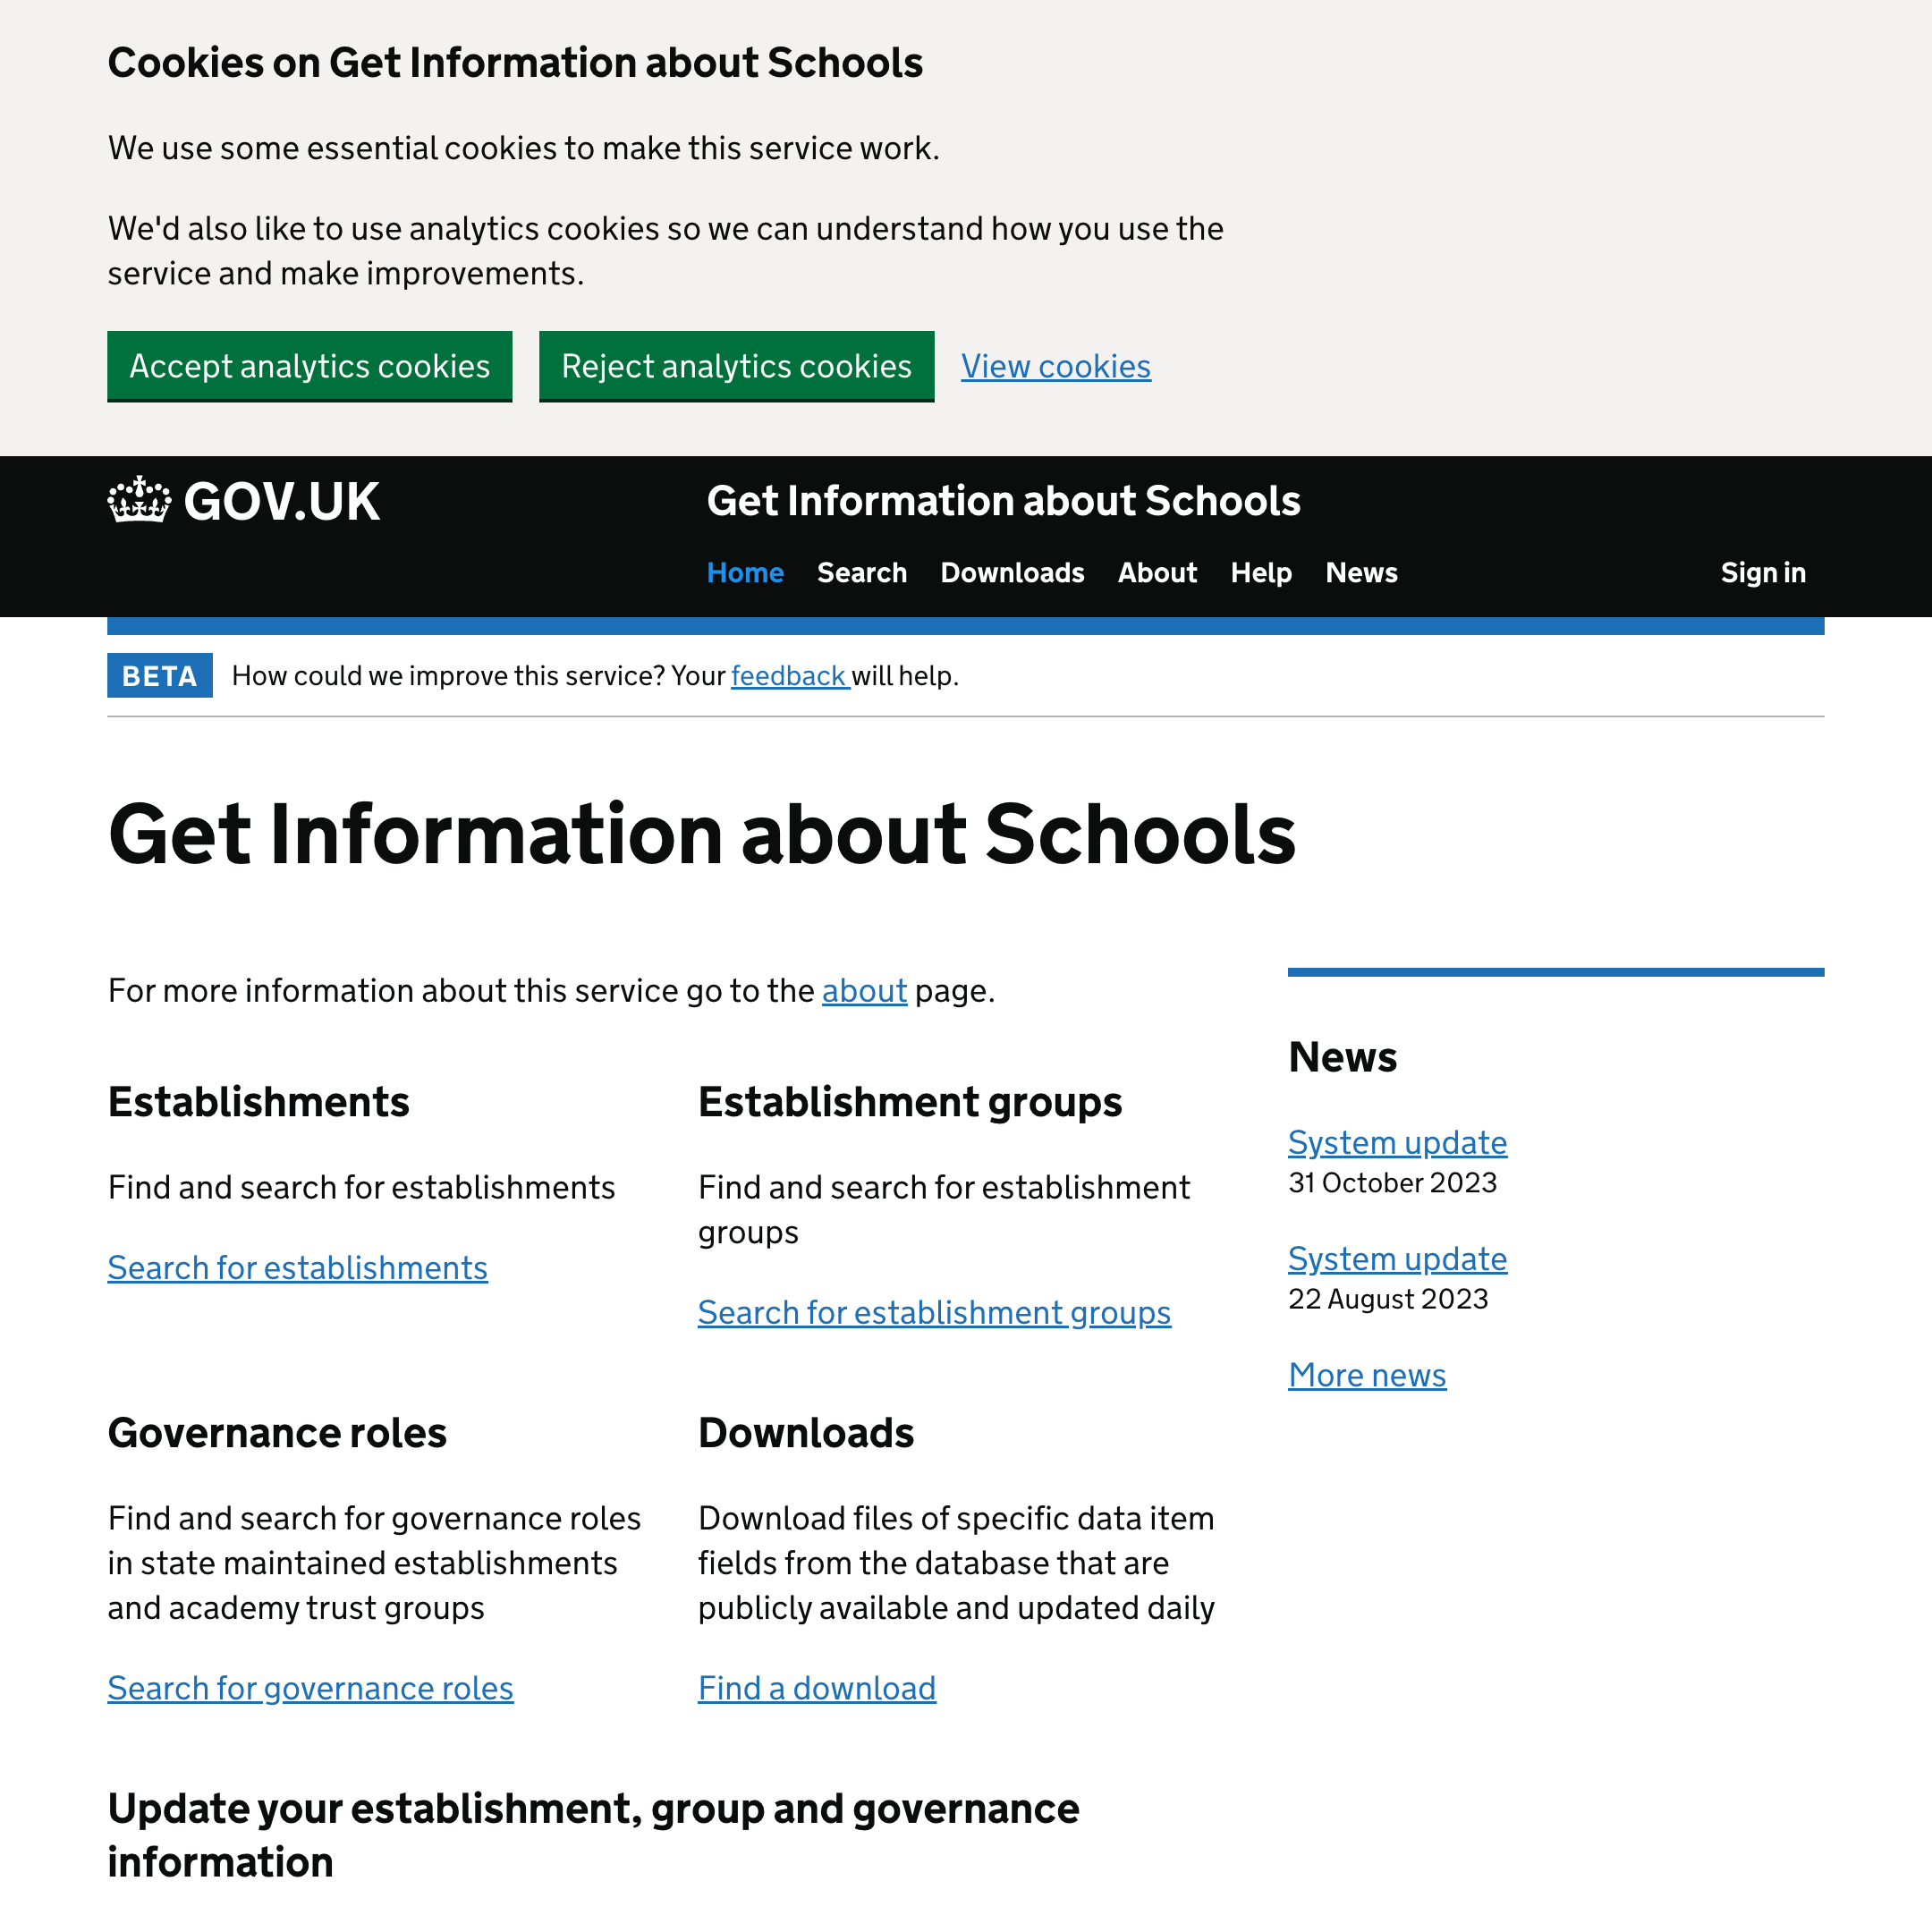 Cookies on Get Information about Schools
We use some essential cookies to make this service work.
We'd also like to use analytics cookies so we can understand how you use the
service and make improvements.
Accept analytics cookies
Reject analytics cookies
View cookies
GOV.UK
Get Information about Schools
Home
Search
Downloads
About
Help
News
Sign in
BETA
How could we improve this service? Your feedback will help.
Get Information about Schools
For more information about this service go to the about page.
Establishments
Find and search for establishments
Search for establishments
Establishment groups
Find and search for establishment
groups
Search for establishment groups
Governance roles
Find and search for governance roles
in state maintained establishments
and academy trust groups
Search for governance roles
Downloads
Download files of specific data item
fields from the database that are
publicly available and updated daily
Find a download
Update your establishment, group and governance
information
News
System update
31 October 2023
System update
22 August 2023
More news